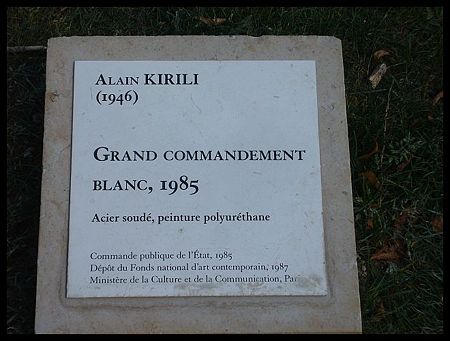 Alain KIRILI
(1946)
Grand commandement
blanc, 1985
Acier soudé, peinture polyuréthane
Commande publique de l'État, 1985
Dépôt du Fonds national d'art contemporain, 1987
Ministère de la Culture et de la Communication,